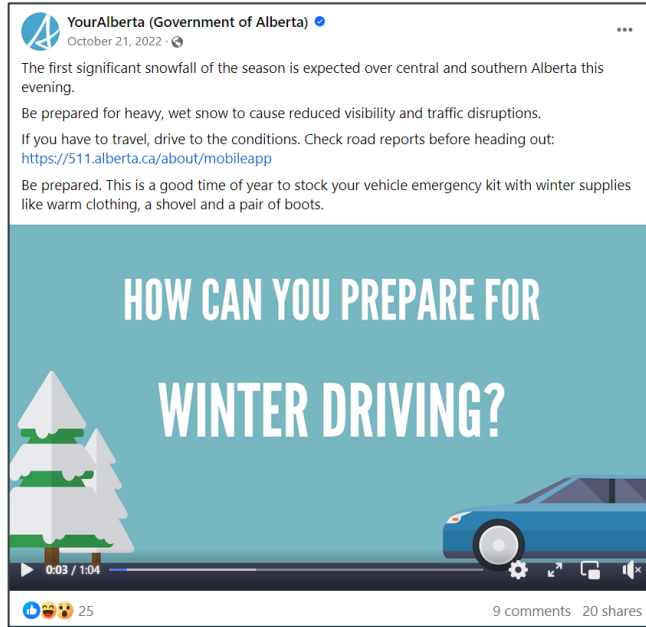 YourAlberta (Government of Alberta)
October 21, 2022 ·
The first significant snowfall of the season is expected over central and southern Alberta this
evening.
Be prepared for heavy, wet snow to cause reduced visibility and traffic disruptions.
If you have to travel, drive to the conditions. Check road reports before heading out:
https://511.alberta.ca/about/mobileapp
Be prepared. This is a good time of year to stock your vehicle emergency kit with winter supplies
like warm clothing, a shovel and a pair of boots.
HOW CAN YOU PREPARE FOR
WINTER DRIVING?
0:03 / 1:04
25
9 comments 20 shares